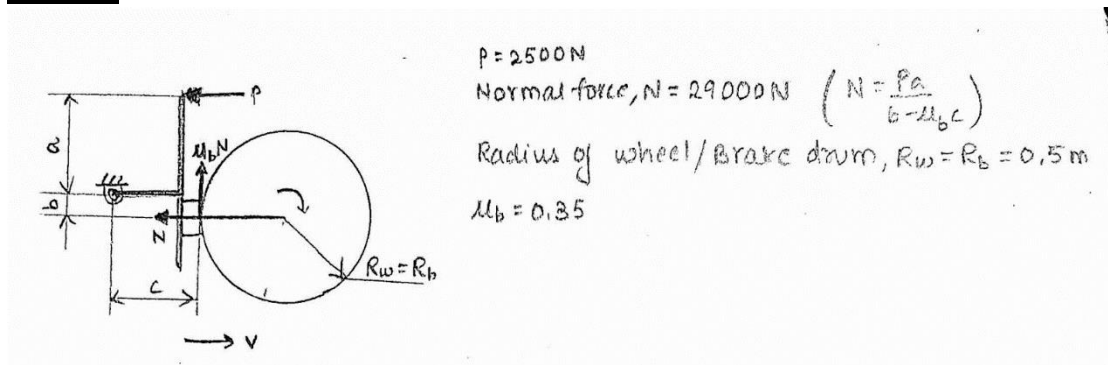 P = 2500N
Normal force, N = 29000N ( N = Pa / b-μbc )
Radius of wheel/Brake drum, Rw = Rb = 0.5m
μb = 0.35
P
a
μbN
b
N
Rw = Rb
c
V